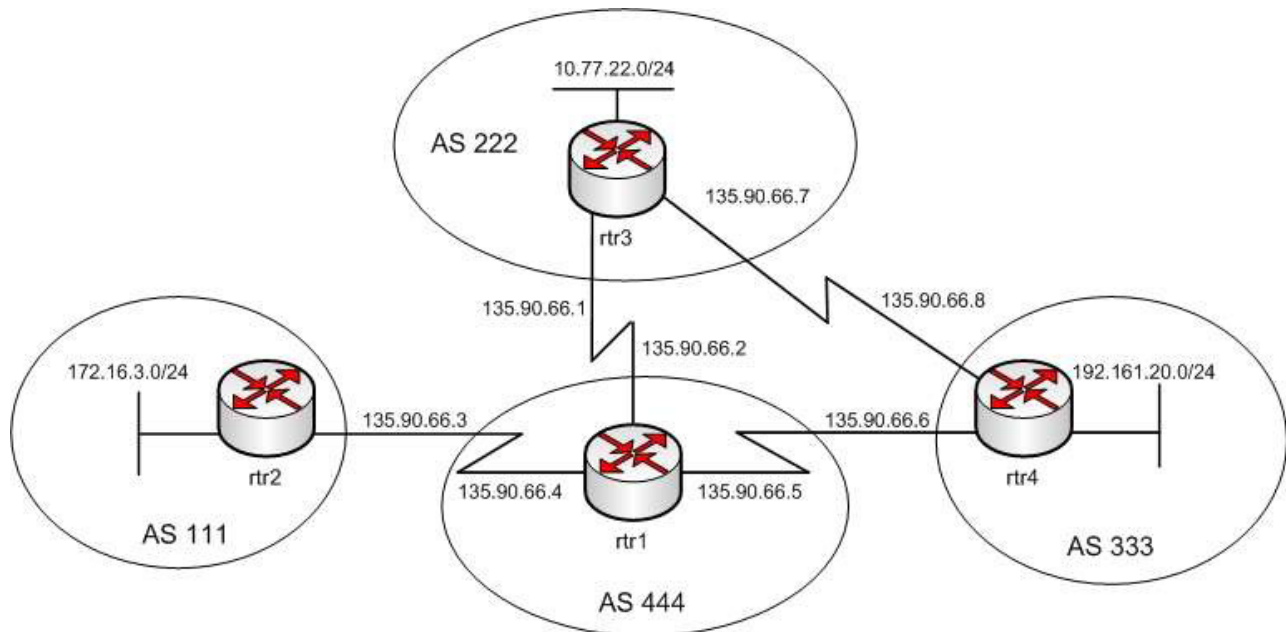 10.77.22.0/24
AS 222
135.90.66.7
rtr3
135.90.66.1
135.90.66.8
135.90.66.2
172.16.3.0/24
192.161.20.0/24
135.90.66.3
135.90.66.6
rtr2
135.90.66.4
135.90.66.5
rtr4
AS 111
rtr1
AS 333
AS 444